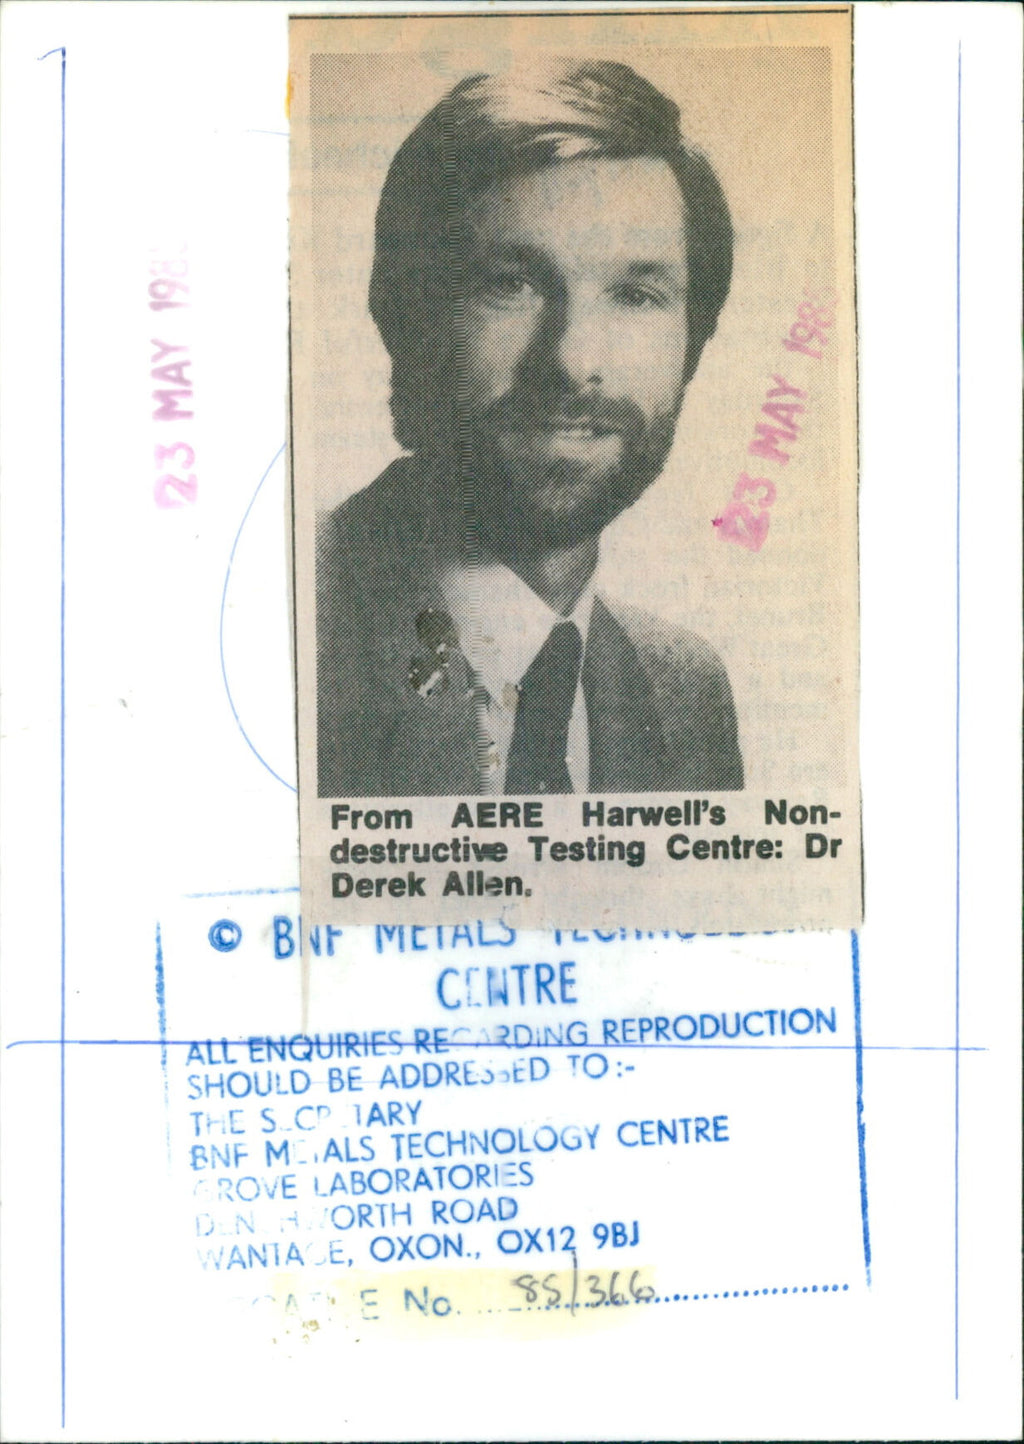 23 MAY 198
23 MAY 198
From AERE Harwell's Non-
destructive Testing Centre: Dr
Derek Allen.
© BNF METALS TECHNOLOGY
CENTRE
ALL ENQUIRIES REGARDING REPRODUCTION
SHOULD BE ADDRESSED TO:-
THE SECRETARY
BNF METALS TECHNOLOGY CENTRE
GROVE LABORATORIES
DENCHWORTH ROAD
WANTAGE, OXON., OX12 9BJ
No. 85/366